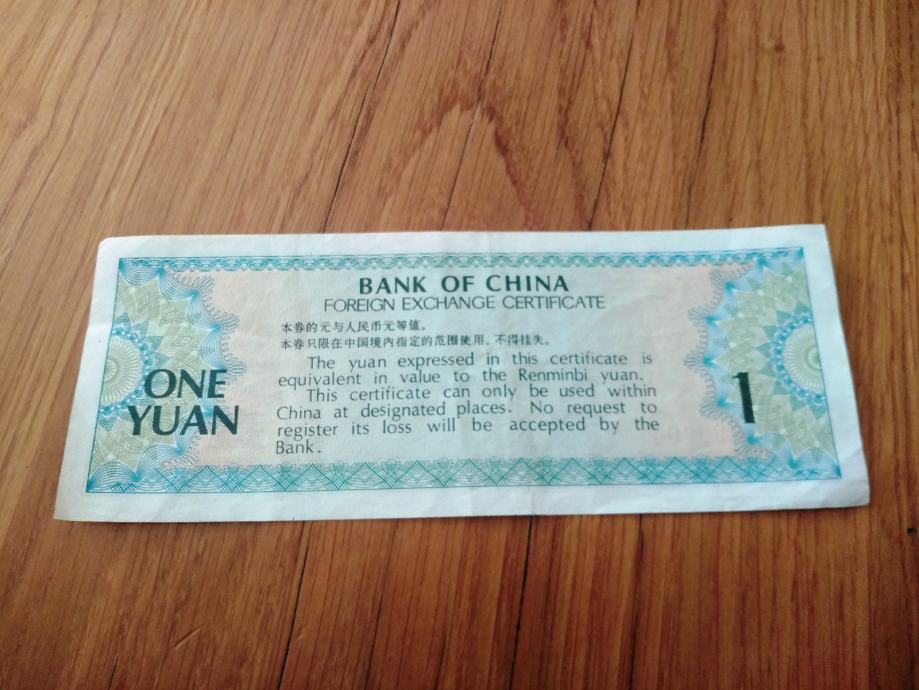 BANK OF CHINA
FOREIGN EXCHANGE CERTIFICATE
本券的元与人民币元等值。
本券只限在中国境内指定的范围使用，不得挂失。
The yuan expressed in this certificate is
equivalent in value to the Renminbi yuan.
This certificate can only be used within
China at designated places. No request to
register its loss will be accepted by the
Bank.
ONE
YUAN
1